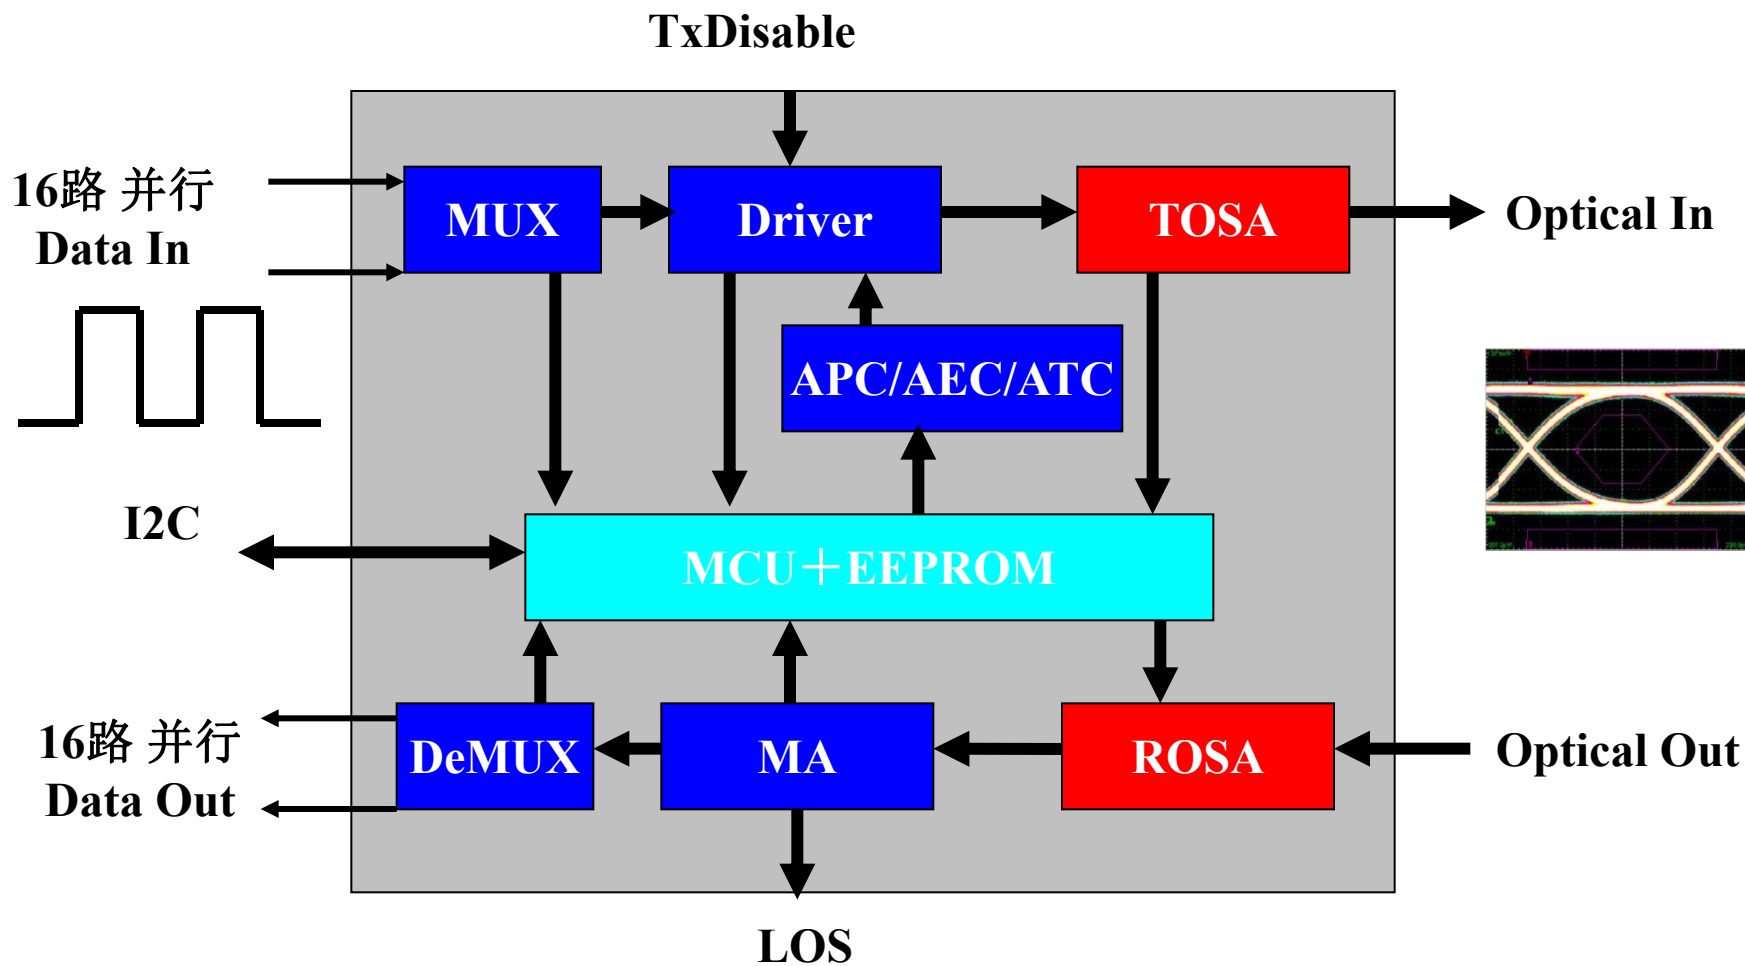 TxDisable
16路 并行
Data In
MUX
Driver
TOSA
Optical In
APC/AEC/ATC
I2C
MCU＋EEPROM
16路 并行
Data Out
DeMUX
MA
ROSA
Optical Out
LOS